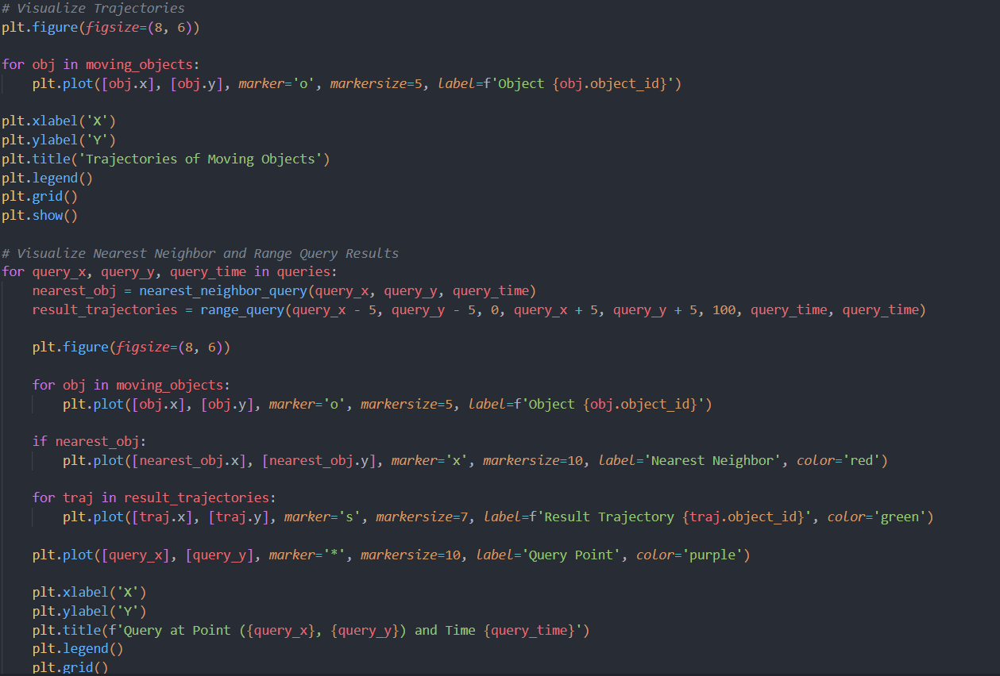 # Visualize Trajectories
plt.figure(figsize=(8, 6))

for obj in moving_objects:
    plt.plot([obj.x], [obj.y], marker='o', markersize=5, label=f'Object {obj.object_id}')

plt.xlabel('X')
plt.ylabel('Y')
plt.title('Trajectories of Moving Objects')
plt.legend()
plt.grid()
plt.show()

# Visualize Nearest Neighbor and Range Query Results
for query_x, query_y, query_time in queries:
    nearest_obj = nearest_neighbor_query(query_x, query_y, query_time)
    result_trajectories = range_query(query_x - 5, query_y - 5, 0, query_x + 5, query_y + 5, 100, query_time, query_time)

    plt.figure(figsize=(8, 6))

    for obj in moving_objects:
        plt.plot([obj.x], [obj.y], marker='o', markersize=5, label=f'Object {obj.object_id}')

    if nearest_obj:
        plt.plot([nearest_obj.x], [nearest_obj.y], marker='x', markersize=10, label='Nearest Neighbor', color='red')

    for traj in result_trajectories:
        plt.plot([traj.x], [traj.y], marker='s', markersize=7, label=f'Result Trajectory {traj.object_id}', color='green')

    plt.plot([query_x], [query_y], marker='*', markersize=10, label='Query Point', color='purple')

    plt.xlabel('X')
    plt.ylabel('Y')
    plt.title(f'Query at Point ({query_x}, {query_y}) and Time {query_time}')
    plt.legend()
    plt.grid()